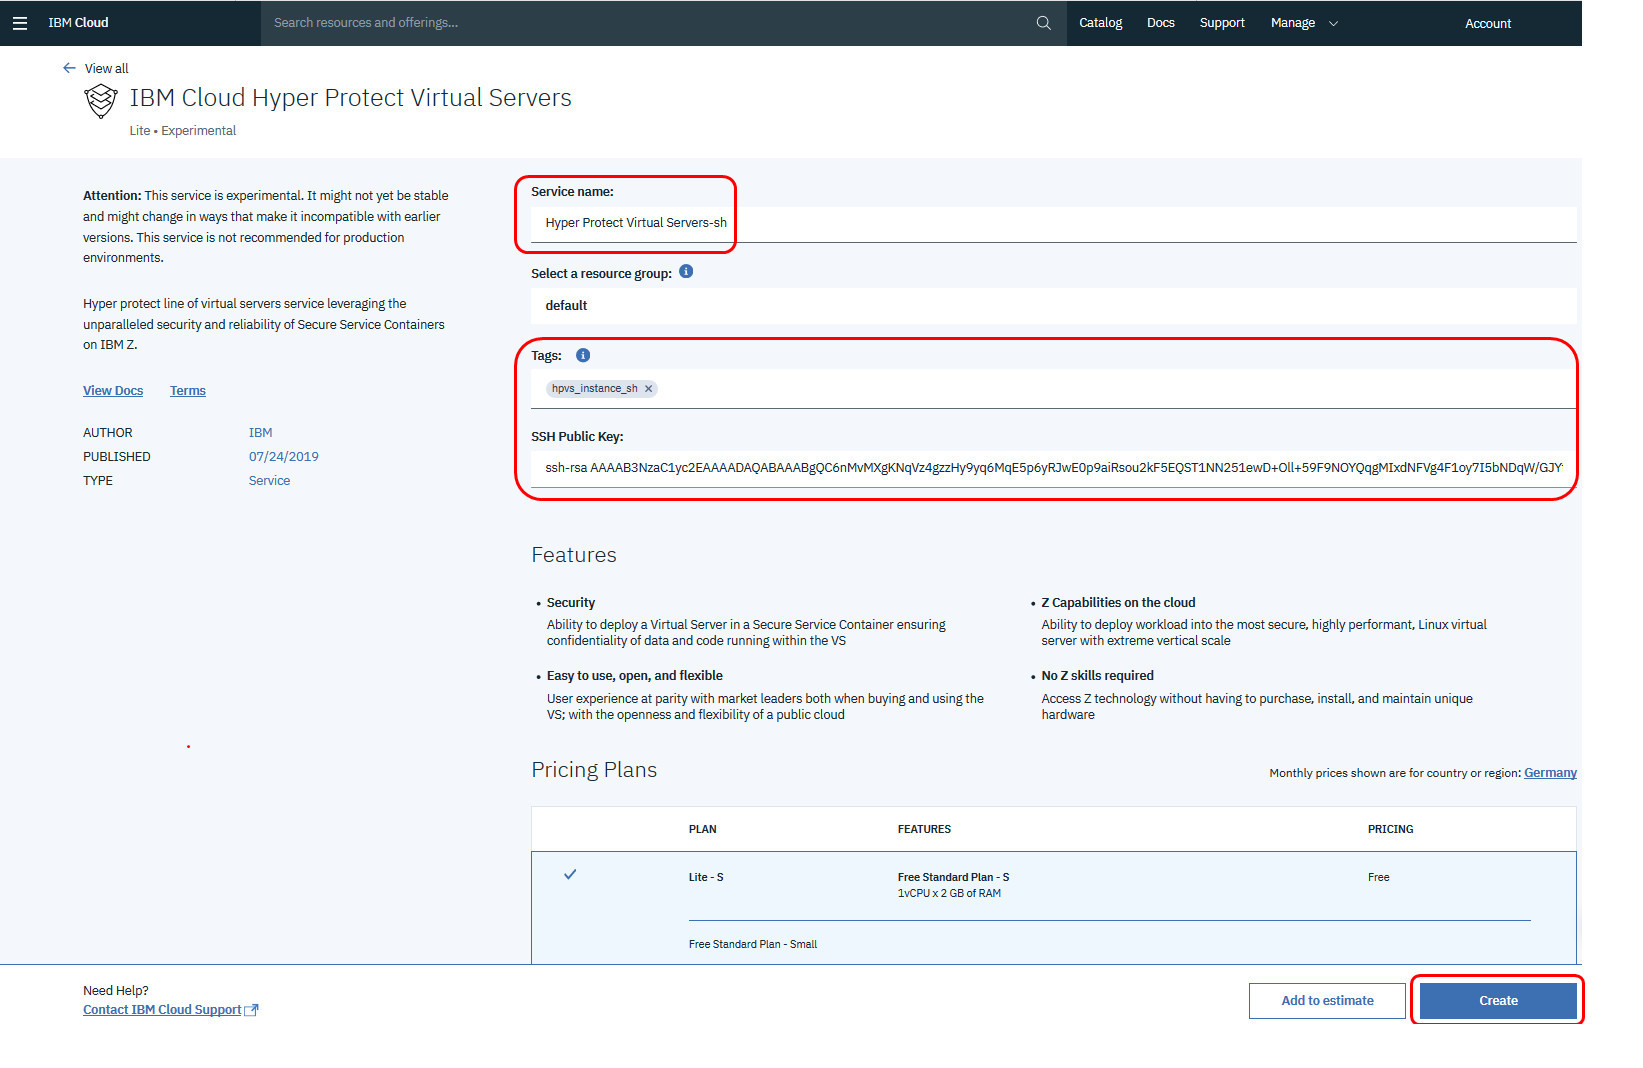 IBM Cloud
Search resources and offerings...
Catalog
Docs
Support
Manage
Account
View all
IBM Cloud Hyper Protect Virtual Servers
Lite • Experimental
Attention: This service is experimental. It might not yet be stable
and might change in ways that make it incompatible with earlier
versions. This service is not recommended for production
environments.
Hyper protect line of virtual servers service leveraging the
unparalleled security and reliability of Secure Service Containers
on IBM Z.
View Docs
Terms
AUTHOR IBM
PUBLISHED 07/24/2019
TYPE Service
Service name:
Hyper Protect Virtual Servers-sh
Select a resource group:
default
Tags:
hpvs_instance_sh ×
SSH Public Key:
ssh-rsa AAAAB3NzaC1yc2EAAAADAQABAAABgQC6nMvMXgKNqVz4gzzHy9yq6MqE5p6yRJwE0p9aiRsou2kF5EQST1NN251ewD+Oll+59F9NOYQqgMIxdNFVg4F1oy7I5bNDqW/GJY
Features
• Security
Ability to deploy a Virtual Server in a Secure Service Container ensuring
confidentiality of data and code running within the VS
• Z Capabilities on the cloud
Ability to deploy workload into the most secure, highly performant, Linux virtual
server with extreme vertical scale
• Easy to use, open, and flexible
User experience at parity with market leaders both when buying and using the
VS; with the openness and flexibility of a public cloud
• No Z skills required
Access Z technology without having to purchase, install, and maintain unique
hardware
Pricing Plans
Monthly prices shown are for country or region: Germany
PLAN FEATURES PRICING
Lite - S Free Standard Plan - S Free
1vCPU x 2 GB of RAM
Free Standard Plan - Small
Need Help?
Contact IBM Cloud Support
Add to estimate
Create